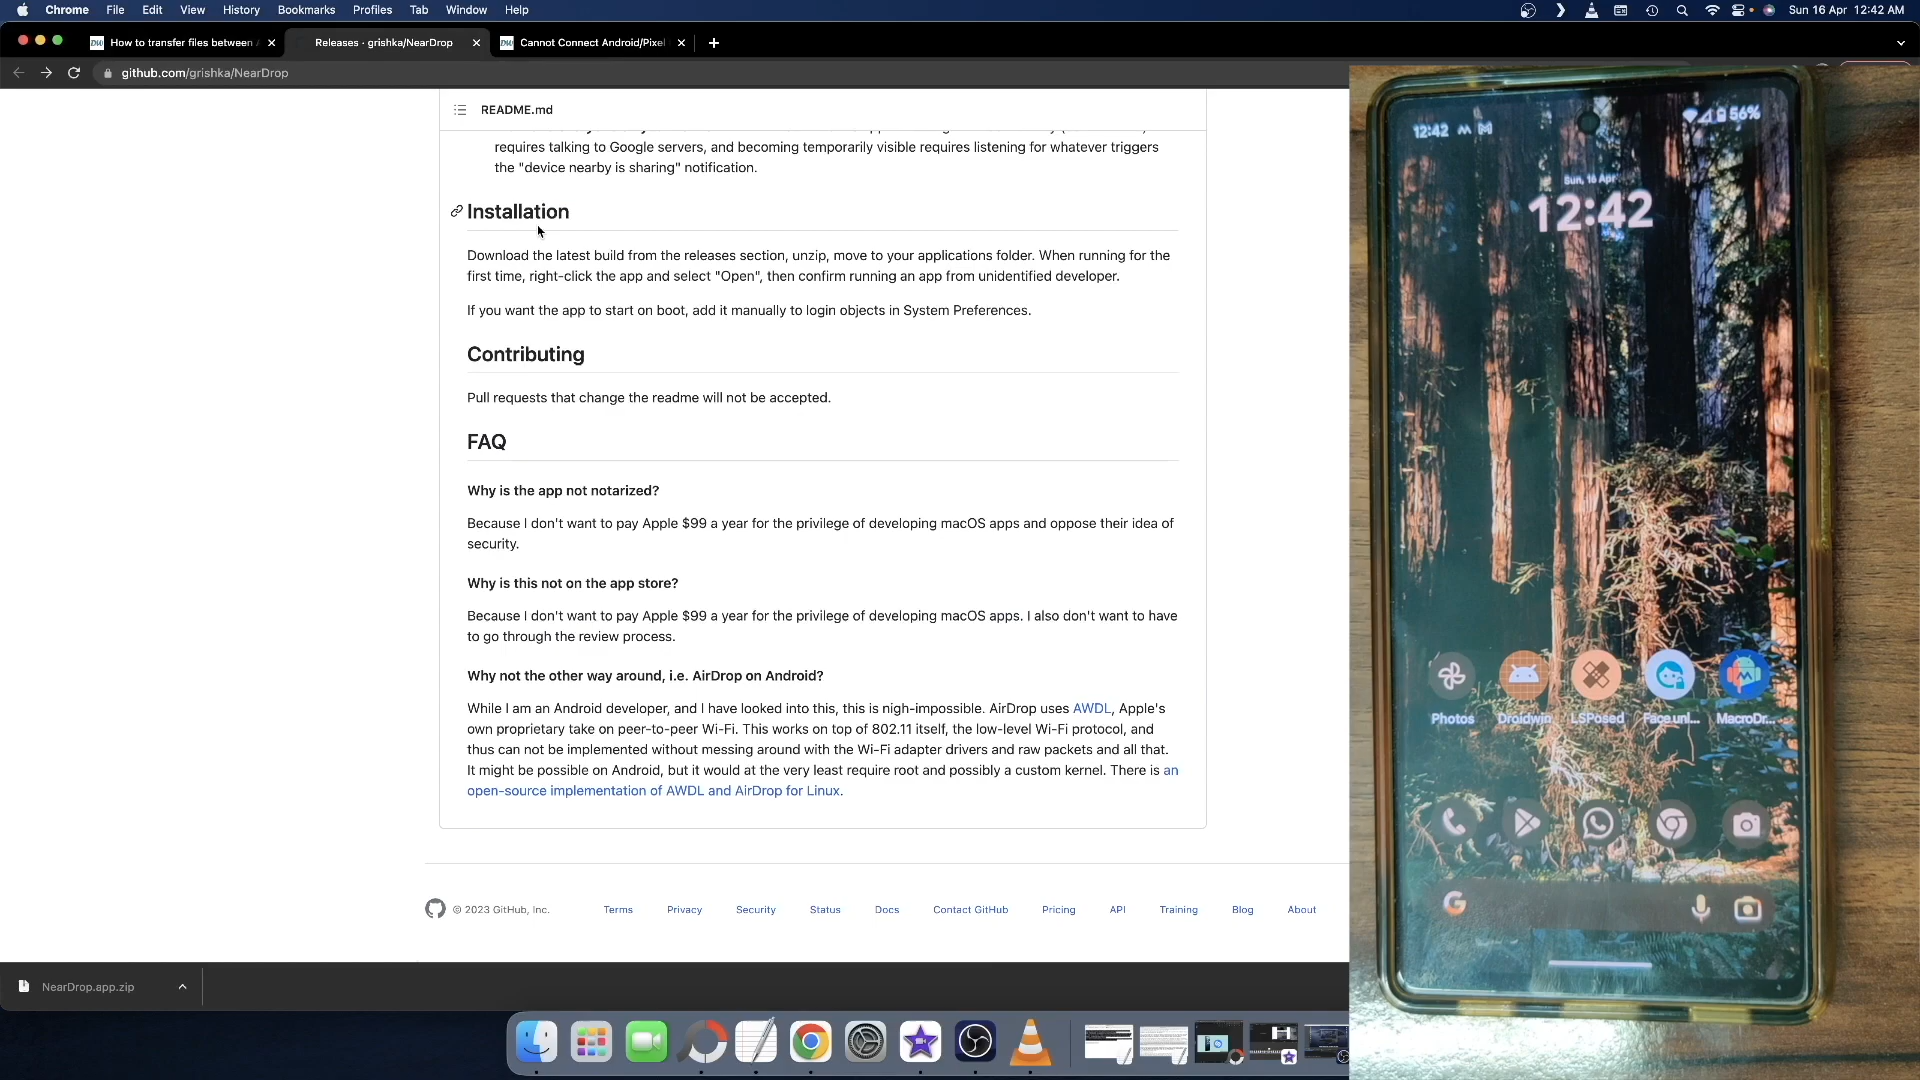 Chrome File Edit View History Bookmarks Profiles Tab Window Help
Sun 16 Apr 12:42 AM
How to transfer files between
Releases · grishka/NearDrop
Cannot Connect Android/Pixel
github.com/grishka/NearDrop
README.md
requires talking to Google servers, and becoming temporarily visible requires listening for whatever triggers
the "device nearby is sharing" notification.
Installation
Download the latest build from the releases section, unzip, move to your applications folder. When running for the
first time, right-click the app and select "Open", then confirm running an app from unidentified developer.
If you want the app to start on boot, add it manually to login objects in System Preferences.
Contributing
Pull requests that change the readme will not be accepted.
FAQ
Why is the app not notarized?
Because I don't want to pay Apple $99 a year for the privilege of developing macOS apps and oppose their idea of
security.
Why is this not on the app store?
Because I don't want to pay Apple $99 a year for the privilege of developing macOS apps. I also don't want to have
to go through the review process.
Why not the other way around, i.e. AirDrop on Android?
While I am an Android developer, and I have looked into this, this is nigh-impossible. AirDrop uses AWDL, Apple's
own proprietary take on peer-to-peer Wi-Fi. This works on top of 802.11 itself, the low-level Wi-Fi protocol, and
thus can not be implemented without messing around with the Wi-Fi adapter drivers and raw packets and all that.
It might be possible on Android, but it would at the very least require root and possibly a custom kernel. There is an
open-source implementation of AWDL and AirDrop for Linux.
© 2023 GitHub, Inc. Terms Privacy Security Status Docs Contact GitHub Pricing API Training Blog About
NearDrop.app.zip
12:42 56%
Sun, 16 Apr
12:42
Photos Droidwin LSPosed Face unl... MacroDr...